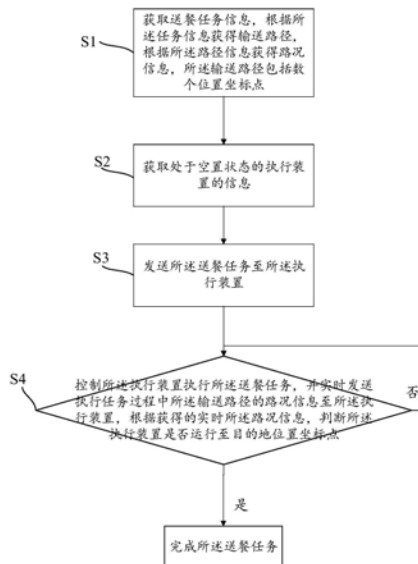 S1
获取送餐任务信息，根据所
述任务信息获得输送路径，
根据所述路径信息获得路况
信息，所述输送路径包括数
个位置坐标点
S2
获取处于空置状态的执行装置
的信息
S3
发送所述送餐任务至所述执
行装置
S4
控制所述执行装置执行所述送餐任务，并实时发送
执行任务过程中所述输送路径的路况信息至所述执
行装置，根据获得的实时所述路况信息，判断所述
执行装置是否运行至目的地位置坐标点
否
是
完成所述送餐任务